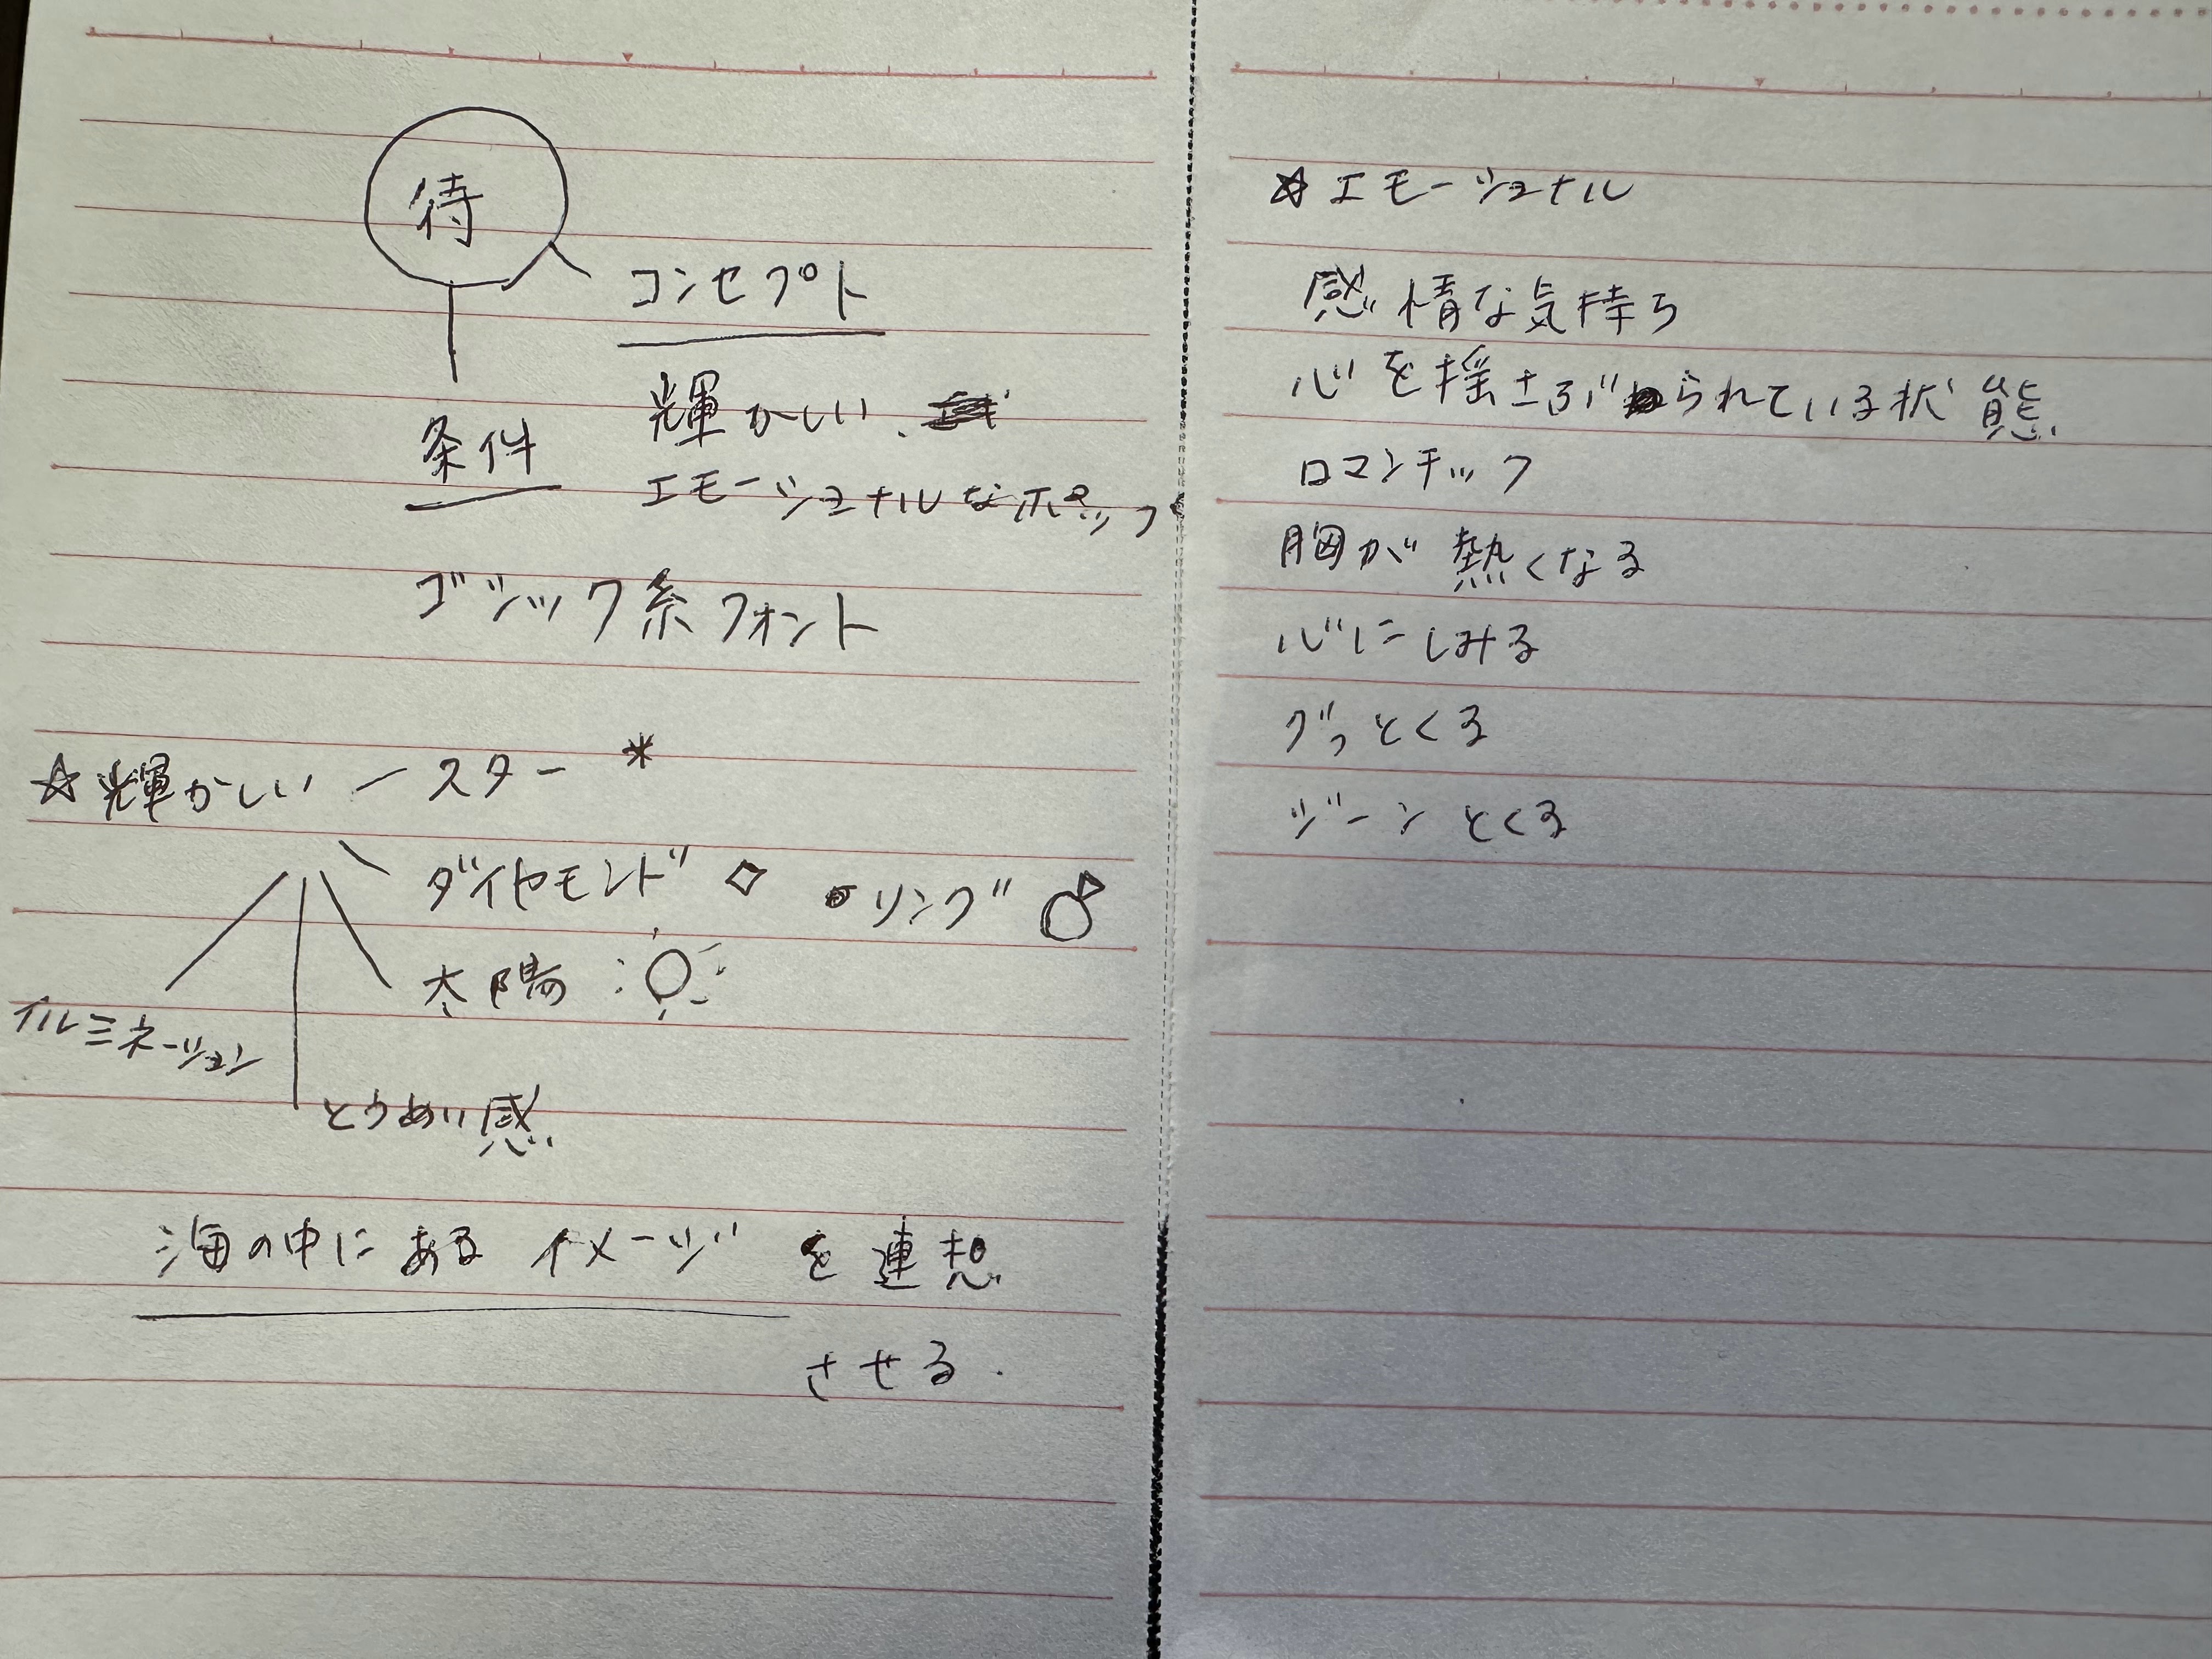 待
コンセプト
輝かしい、
条件
エモーショナルなポップ
ゴシック系フォント
☆輝かしい ー スター *
ダイヤモンド ◇ ・リング
太陽
イルミネーション
とうめい感
海の中にあるイメージを連想
させる.
☆エモーショナル
感情な気持ち
心を揺さぶられている状態
ロマンチック
胸が熱くなる
心にしみる
グっとくる
ジーンとくる